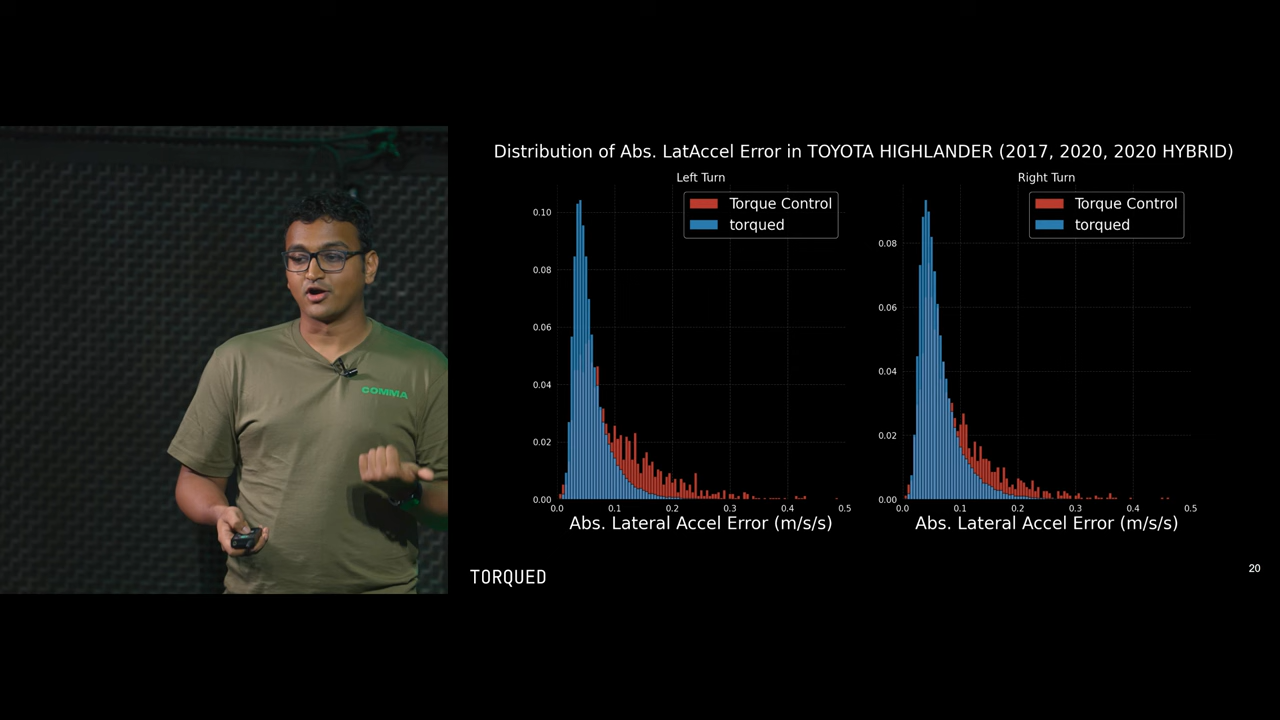 COMMA
Distribution of Abs. LatAccel Error in TOYOTA HIGHLANDER (2017, 2020, 2020 HYBRID)
Left Turn
Torque Control
torqued
0.10
0.08
0.06
0.04
0.02
0.00
0.0 0.1 0.2 0.3 0.4 0.5
Abs. Lateral Accel Error (m/s/s)
Right Turn
Torque Control
torqued
0.08
0.06
0.04
0.02
0.00
0.0 0.1 0.2 0.3 0.4 0.5
Abs. Lateral Accel Error (m/s/s)
TORQUED
20